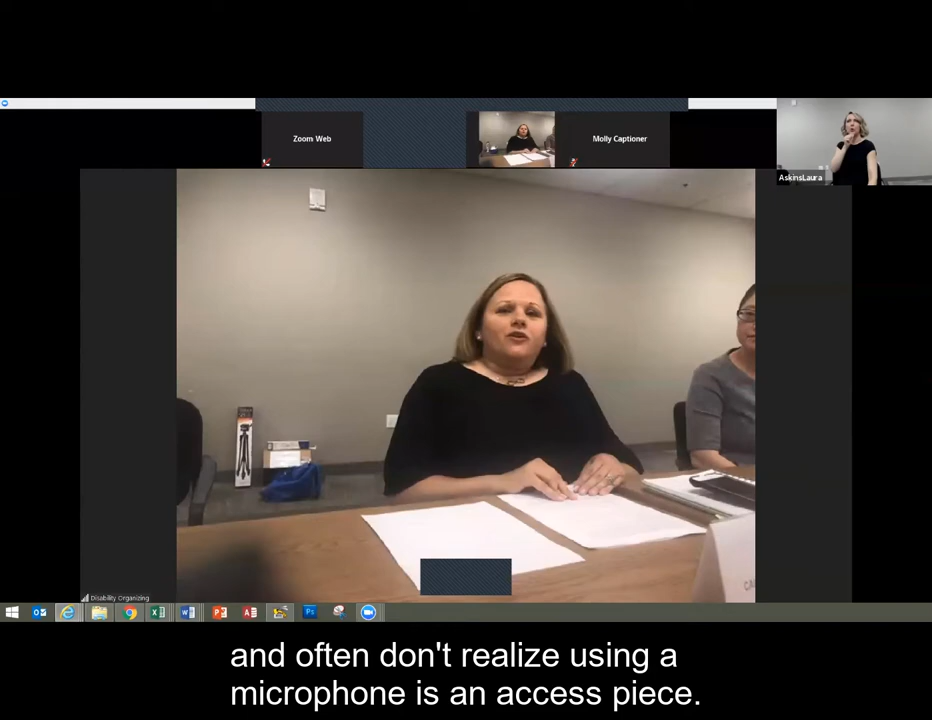 Zoom Web
Molly Captioner
AskinsLaura
Disability Organizing
and often don't realize using a
microphone is an access piece.